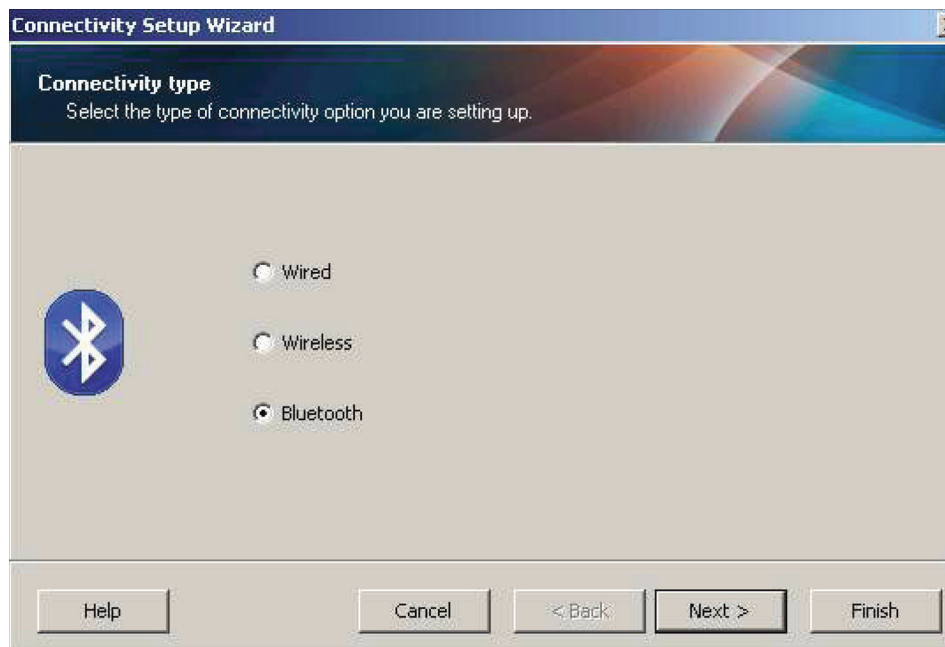 Connectivity Setup Wizard
Connectivity type
Select the type of connectivity option you are setting up.
Wired
Wireless
Bluetooth
Help
Cancel
< Back
Next >
Finish